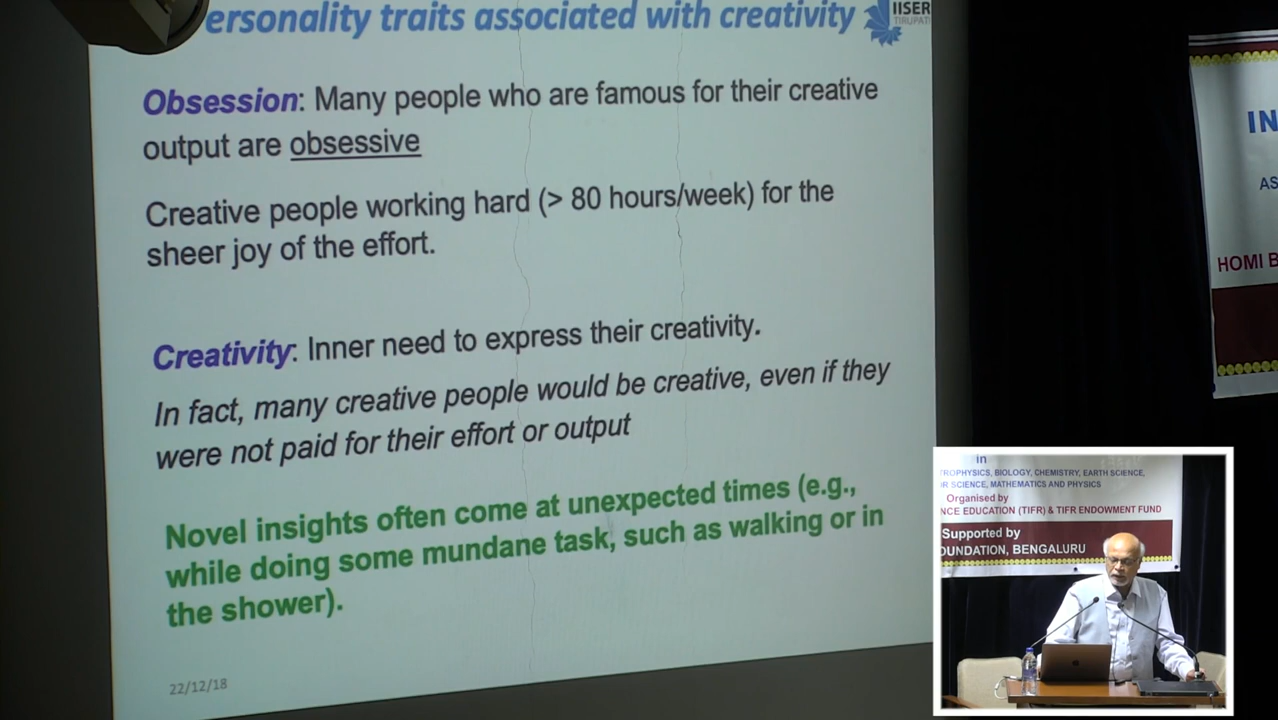 ersonality traits associated with creativity
IISER
TIRUPATI
Obsession: Many people who are famous for their creative
output are obsessive
Creative people working hard (> 80 hours/week) for the
sheer joy of the effort.
Creativity: Inner need to express their creativity.
In fact, many creative people would be creative, even if they
were not paid for their effort or output
Novel insights often come at unexpected times (e.g.,
while doing some mundane task, such as walking or in
the shower).
22/12/18
IN
AS
HOMI B
in
TROPHYSICS, BIOLOGY, CHEMISTRY, EARTH SCIENCE,
R SCIENCE, MATHEMATICS AND PHYSICS
Organised by
NCE EDUCATION (TIFR) & TIFR ENDOWMENT FUND
Supported by
OUNDATION, BENGALURU